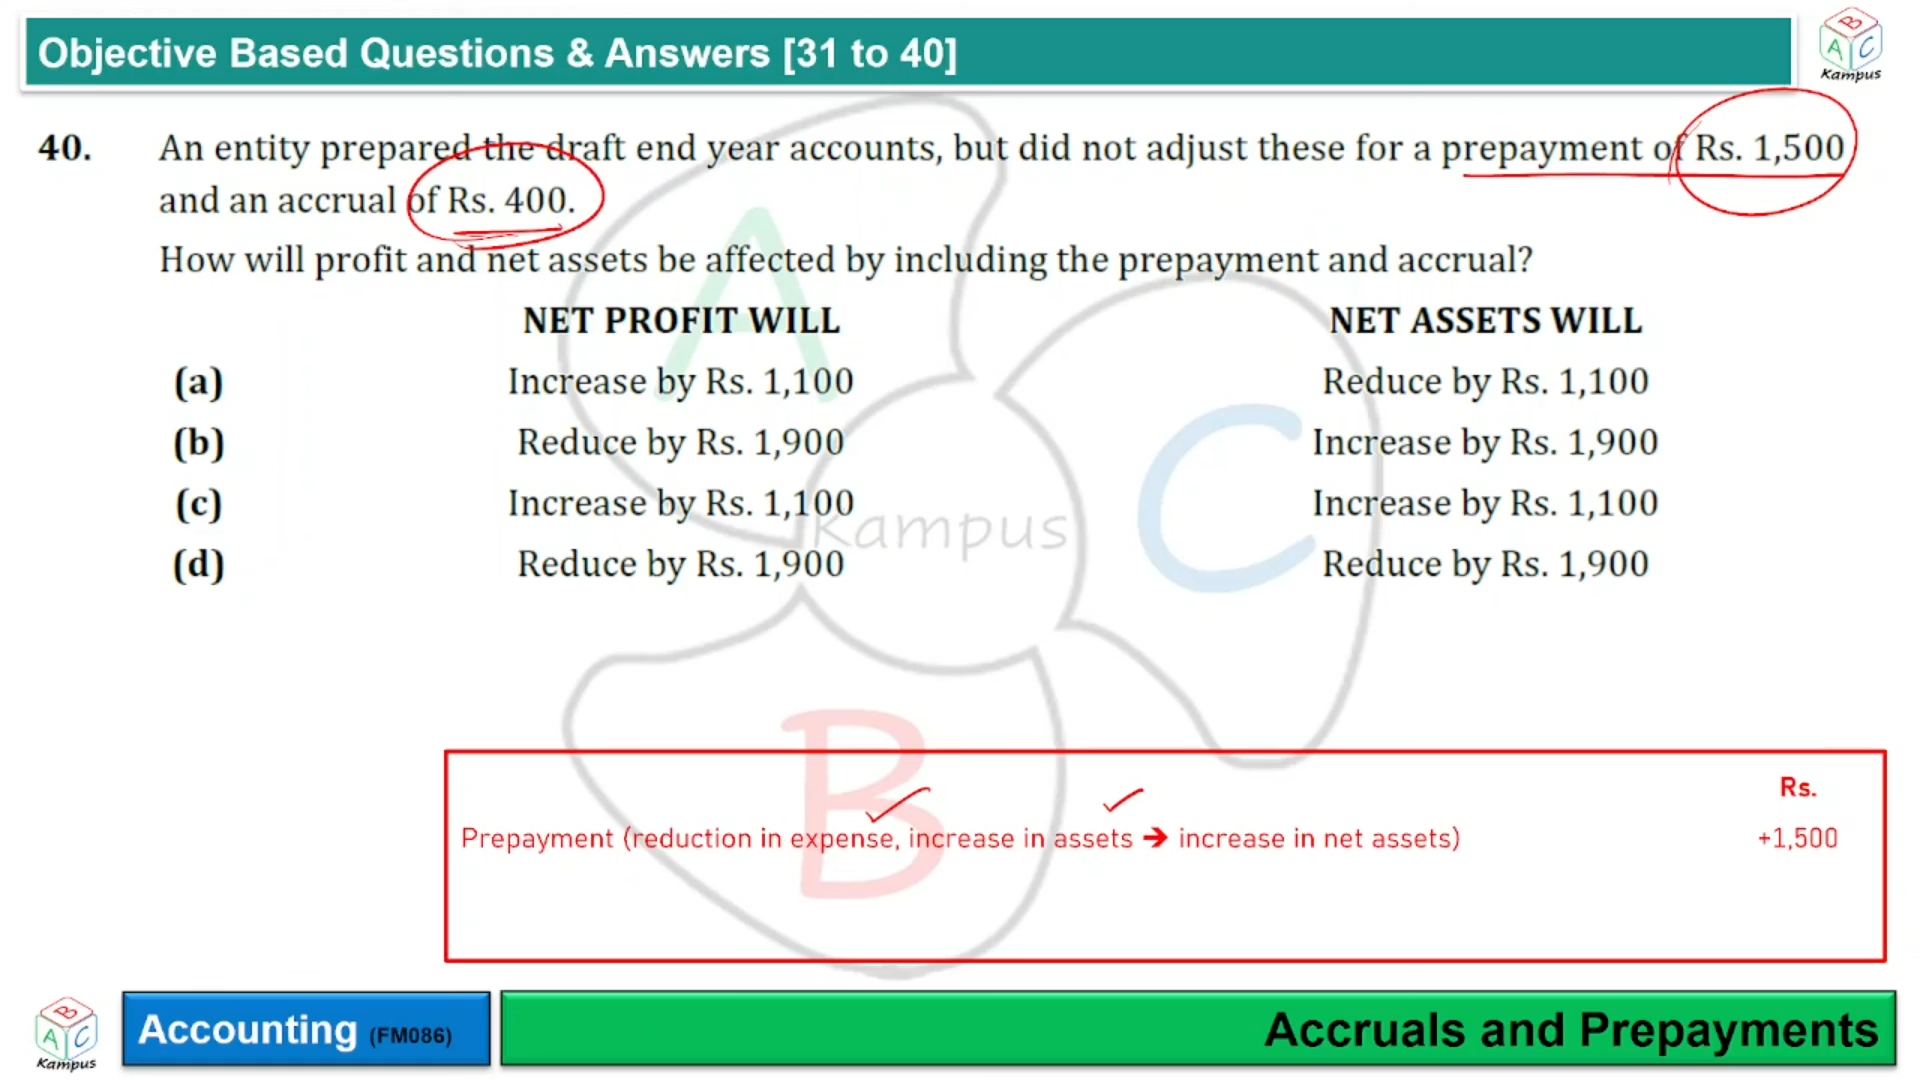 Objective Based Questions & Answers [31 to 40]
B
A C
Kampus
40. An entity prepared the draft end year accounts, but did not adjust these for a prepayment of Rs. 1,500
and an accrual of Rs. 400.
How will profit and net assets be affected by including the prepayment and accrual?
NET PROFIT WILL NET ASSETS WILL
(a) Increase by Rs. 1,100 Reduce by Rs. 1,100
(b) Reduce by Rs. 1,900 Increase by Rs. 1,900
(c) Increase by Rs. 1,100 Increase by Rs. 1,100
(d) Reduce by Rs. 1,900 Reduce by Rs. 1,900
A
C
Kampus
B
Rs.
Prepayment (reduction in expense, increase in assets → increase in net assets) +1,500
B
A C
Kampus
Accounting (FM086)
Accruals and Prepayments